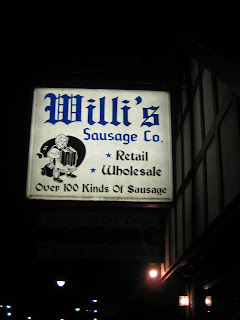 Willi's
Sausage Co.
★ Retail
★ Wholesale
Over 100 Kinds Of Sausage